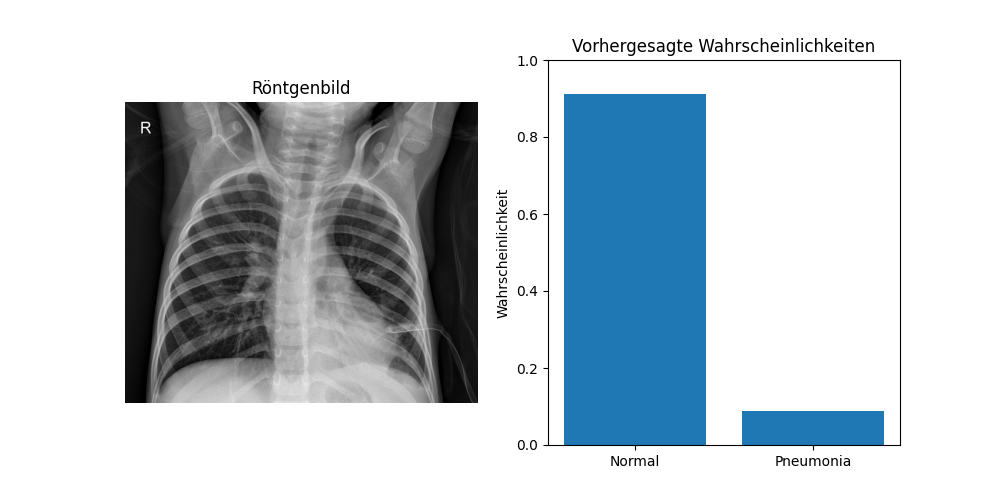 Röntgenbild
R
Vorhergesagte Wahrscheinlichkeiten
Wahrscheinlichkeit
1.0
0.8
0.6
0.4
0.2
0.0
Normal
Pneumonia